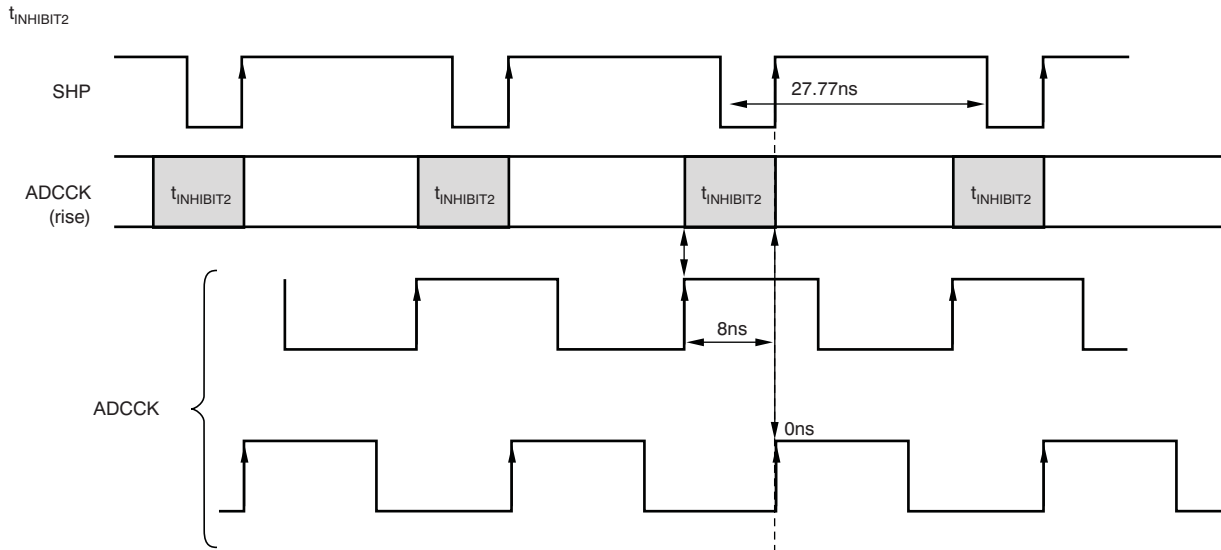 tINHIBIT2
SHP
27.77ns
ADCCK
(rise)
tINHIBIT2
tINHIBIT2
tINHIBIT2
tINHIBIT2
8ns
ADCCK
0ns